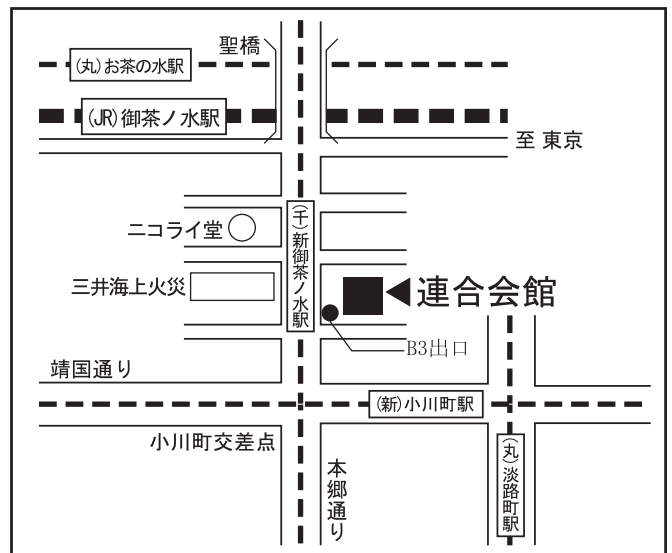 聖橋
(丸)お茶の水駅
(JR)御茶ノ水駅
至 東京
ニコライ堂
(千)新御茶ノ水駅
三井海上火災
連合会館
B3出口
靖国通り
(新)小川町駅
小川町交差点
本郷通り
(丸)淡路町駅